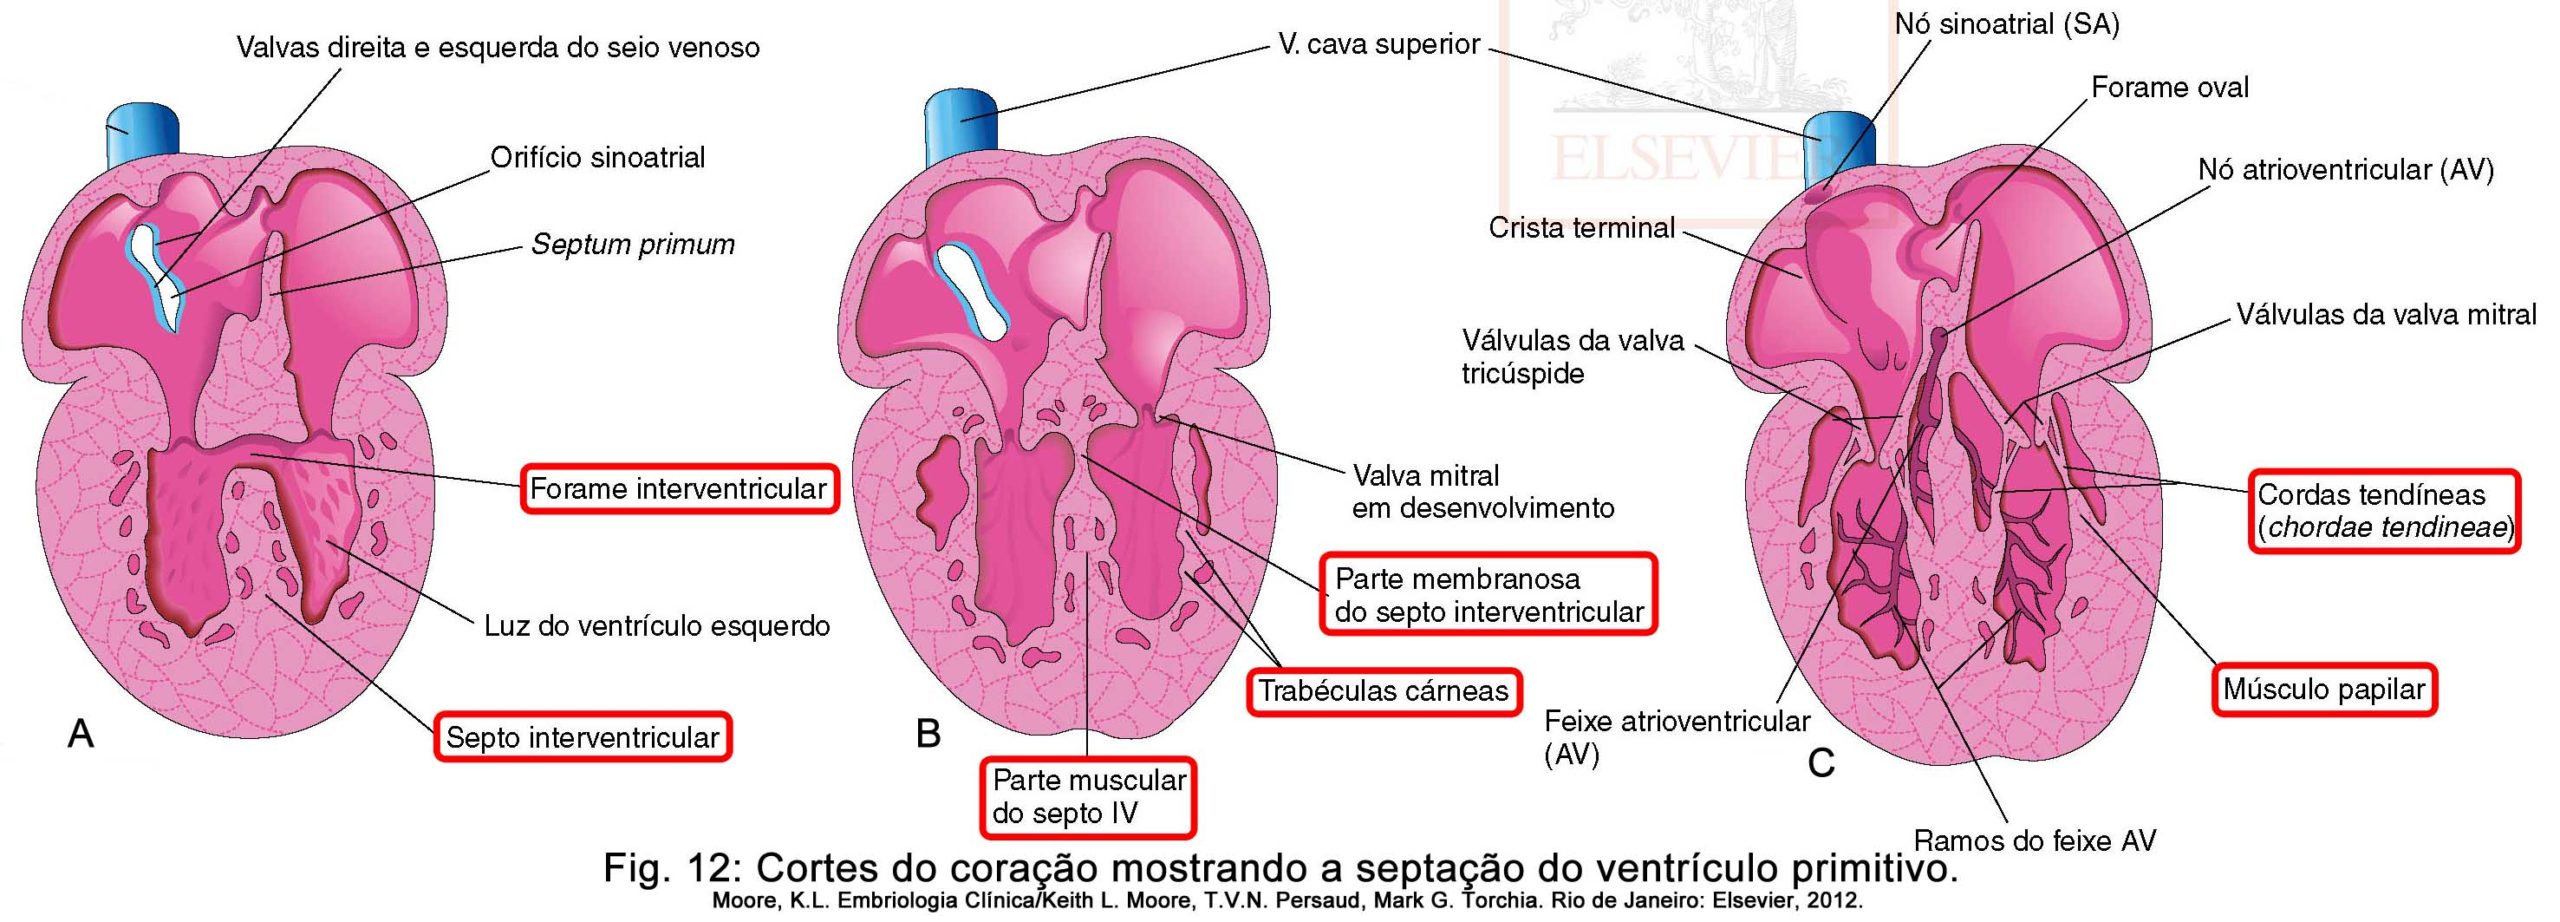 Valvas direita e esquerda do seio venoso
Orifício sinoatrial
Septum primum
Forame interventricular
Luz do ventrículo esquerdo
Septo interventricular
A
V. cava superior
Valva mitral
em desenvolvimento
Parte membranosa
do septo interventricular
Trabéculas cárneas
Parte muscular
do septo IV
B
ELSEVIER
Nó sinoatrial (SA)
Forame oval
Nó atrioventricular (AV)
Crista terminal
Válvulas da valva mitral
Válvulas da valva
tricúspide
Cordas tendíneas
(chordae tendineae)
Músculo papilar
Feixe atrioventricular
(AV)
C
Ramos do feixe AV
Fig. 12: Cortes do coração mostrando a septação do ventrículo primitivo.
Moore, K.L. Embriologia Clínica/Keith L. Moore, T.V.N. Persaud, Mark G. Torchia. Rio de Janeiro: Elsevier, 2012.